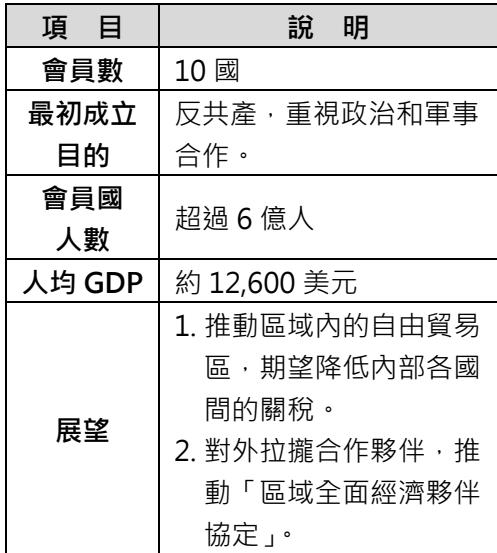 項 目 說 明
會員數 10 國
最初成立 反共產，重視政治和軍事
目的 合作。
會員國
人數
超過 6 億人
人均 GDP 約 12,600 美元
展望
1. 推動區域內的自由貿易
區，期望降低內部各國
間的關稅。
2. 對外拉攏合作夥伴，推
動「區域全面經濟夥伴
協定」。